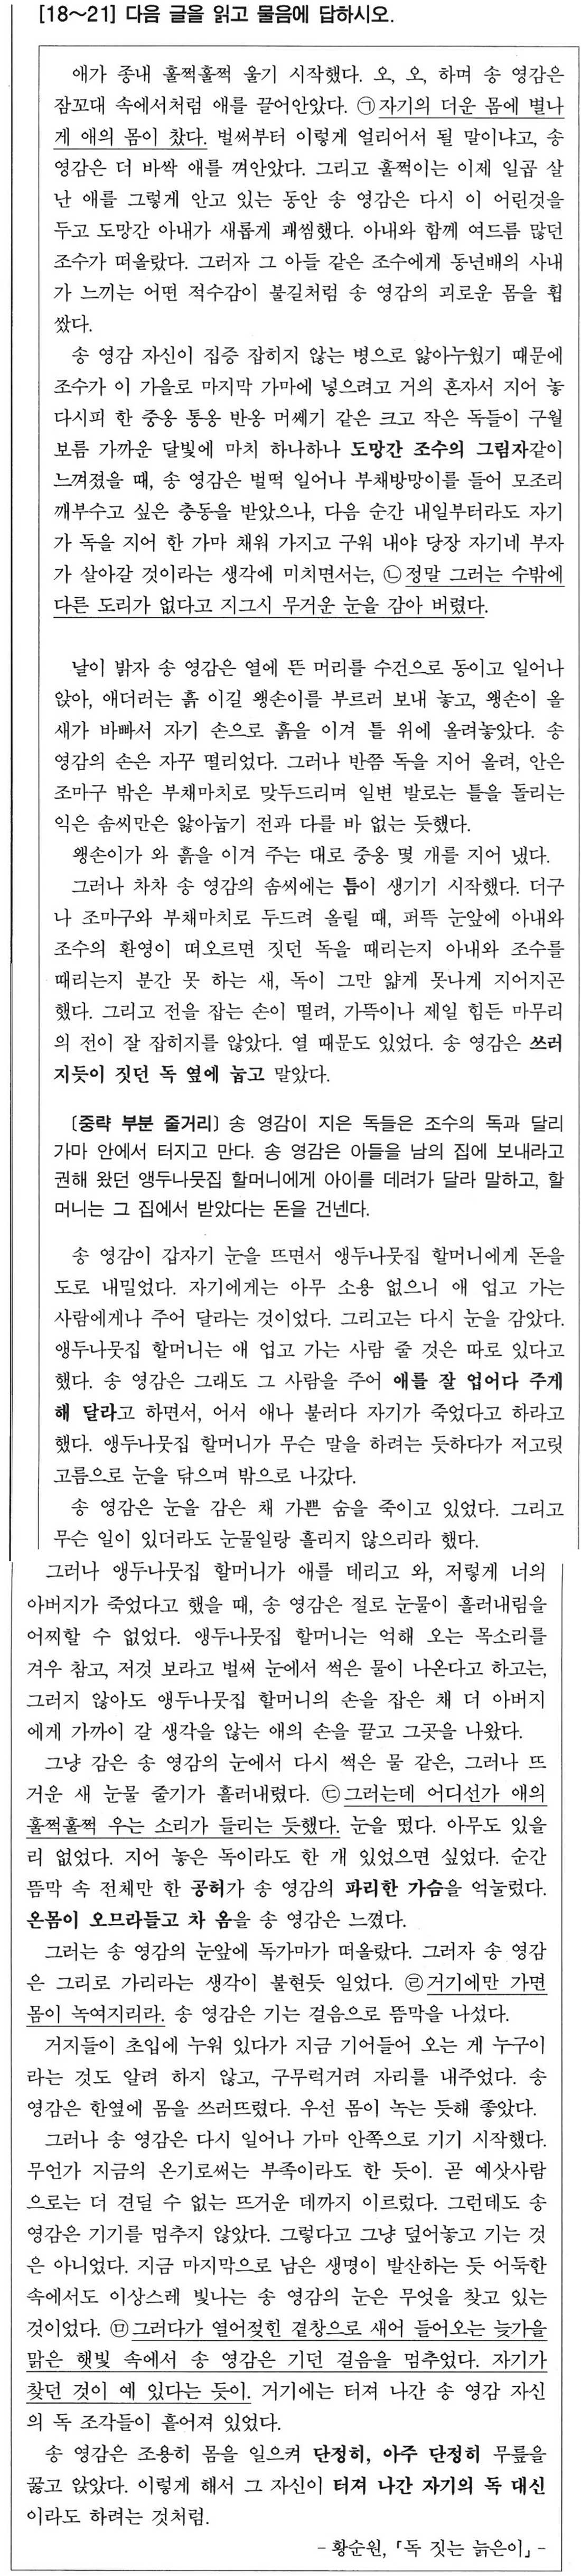 [18～21] 다음 글을 읽고 물음에 답하시오.
애가 종내 훌쩍훌쩍 울기 시작했다. 오, 오, 하며 송 영감은
잠꼬대 속에서처럼 애를 끌어안았다. ㉠자기의 더운 몸에 별나
게 애의 몸이 찼다. 벌써부터 이렇게 얼리어서 될 말이냐고, 송
영감은 더 바싹 애를 껴안았다. 그리고 훌쩍이는 이제 일곱 살
난 애를 그렇게 안고 있는 동안 송 영감은 다시 이 어린것을
두고 도망간 아내가 새롭게 괘씸했다. 아내와 함께 여드름 많던
조수가 떠올랐다. 그러자 그 아들 같은 조수에게 동년배의 사내
가 느끼는 어떤 적수감이 불길처럼 송 영감의 괴로운 몸을 휩
쌌다.
송 영감 자신이 집증 잡히지 않는 병으로 앓아누웠기 때문에
조수가 이 가을로 마지막 가마에 넣으려고 거의 혼자서 지어 놓
다시피 한 중옹 통옹 반옹 머쎄기 같은 크고 작은 독들이 구월
보름 가까운 달빛에 마치 하나하나 도망간 조수의 그림자같이
느껴졌을 때, 송 영감은 벌떡 일어나 부채방망이를 들어 모조리
깨부수고 싶은 충동을 받았으나, 다음 순간 내일부터라도 자기
가 독을 지어 한 가마 채워 가지고 구워 내야 당장 자기네 부자
가 살아갈 것이라는 생각에 미치면서는, ㉡정말 그러는 수밖에
다른 도리가 없다고 지그시 무거운 눈을 감아 버렸다.
날이 밝자 송 영감은 열에 뜬 머리를 수건으로 동이고 일어나
앉아, 애더러는 흙 이길 왱손이를 부르러 보내 놓고, 왱손이 올
새가 바빠서 자기 손으로 흙을 이겨 틀 위에 올려놓았다. 송
영감의 손은 자꾸 떨리었다. 그러나 반쯤 독을 지어 올려, 안은
조마구 밖은 부채마치로 맞두드리며 일변 발로는 틀을 돌리는
익은 솜씨만은 앓아눕기 전과 다를 바 없는 듯했다.
왱손이가 와 흙을 이겨 주는 대로 중옹 몇 개를 지어 냈다.
그러나 차차 송 영감의 솜씨에는 틈이 생기기 시작했다. 더구
나 조마구와 부채마치로 두드려 올릴 때, 퍼뜩 눈앞에 아내와
조수의 환영이 떠오르면 짓던 독을 때리는지 아내와 조수를
때리는지 분간 못 하는 새, 독이 그만 얇게 못나게 지어지곤
했다. 그리고 전을 잡는 손이 떨려, 가뜩이나 제일 힘든 마무리
의 전이 잘 잡히지를 않았다. 열 때문도 있었다. 송 영감은 쓰러
지듯이 짓던 독 옆에 눕고 말았다.
〔중략 부분 줄거리〕 송 영감이 지은 독들은 조수의 독과 달리
가마 안에서 터지고 만다. 송 영감은 아들을 남의 집에 보내라고
권해 왔던 앵두나뭇집 할머니에게 아이를 데려가 달라 말하고, 할
머니는 그 집에서 받았다는 돈을 건넨다.
송 영감이 갑자기 눈을 뜨면서 앵두나뭇집 할머니에게 돈을
도로 내밀었다. 자기에게는 아무 소용 없으니 애 업고 가는
사람에게나 주어 달라는 것이었다. 그리고는 다시 눈을 감았다.
앵두나뭇집 할머니는 애 업고 가는 사람 줄 것은 따로 있다고
했다. 송 영감은 그래도 그 사람을 주어 애를 잘 업어다 주게
해 달라고 하면서, 어서 애나 불러다 자기가 죽었다고 하라고
했다. 앵두나뭇집 할머니가 무슨 말을 하려는 듯하다가 저고릿
고름으로 눈을 닦으며 밖으로 나갔다.
송 영감은 눈을 감은 채 가쁜 숨을 죽이고 있었다. 그리고
무슨 일이 있더라도 눈물일랑 흘리지 않으리라 했다.
그러나 앵두나뭇집 할머니가 애를 데리고 와, 저렇게 너의
아버지가 죽었다고 했을 때, 송 영감은 절로 눈물이 흘러내림을
어찌할 수 없었다. 앵두나뭇집 할머니는 억해 오는 목소리를
겨우 참고, 저것 보라고 벌써 눈에서 썩은 물이 나온다고 하고는,
그러지 않아도 앵두나뭇집 할머니의 손을 잡은 채 더 아버지
에게 가까이 갈 생각을 않는 애의 손을 끌고 그곳을 나왔다.
그냥 감은 송 영감의 눈에서 다시 썩은 물 같은, 그러나 뜨
거운 새 눈물 줄기가 흘러내렸다. ㉢그러는데 어디선가 애의
훌쩍훌쩍 우는 소리가 들리는 듯했다. 눈을 떴다. 아무도 있을
리 없었다. 지어 놓은 독이라도 한 개 있었으면 싶었다. 순간
뜸막 속 전체만 한 공허가 송 영감의 파리한 가슴을 억눌렀다.
온몸이 오므라들고 차 옴을 송 영감은 느꼈다.
그러는 송 영감의 눈앞에 독가마가 떠올랐다. 그러자 송 영감
은 그리로 가리라는 생각이 불현듯 일었다. ㉣거기에만 가면
몸이 녹여지리라. 송 영감은 기는 걸음으로 뜸막을 나섰다.
거지들이 초입에 누워 있다가 지금 기어들어 오는 게 누구이
라는 것도 알려 하지 않고, 구무럭거려 자리를 내주었다. 송
영감은 한옆에 몸을 쓰러뜨렸다. 우선 몸이 녹는 듯해 좋았다.
그러나 송 영감은 다시 일어나 가마 안쪽으로 기기 시작했다.
무언가 지금의 온기로써는 부족이라도 한 듯이. 곧 예삿사람
으로는 더 견딜 수 없는 뜨거운 데까지 이르렀다. 그런데도 송
영감은 기기를 멈추지 않았다. 그렇다고 그냥 덮어놓고 기는 것
은 아니었다. 지금 마지막으로 남은 생명이 발산하는 듯 어둑한
속에서도 이상스레 빛나는 송 영감의 눈은 무엇을 찾고 있는
것이었다. ㉤그러다가 열어젖힌 곁창으로 새어 들어오는 늦가을
맑은 햇빛 속에서 송 영감은 기던 걸음을 멈추었다. 자기가
찾던 것이 예 있다는 듯이. 거기에는 터져 나간 송 영감 자신
의 독 조각들이 흩어져 있었다.
송 영감은 조용히 몸을 일으켜 단정히, 아주 단정히 무릎을
꿇고 앉았다. 이렇게 해서 그 자신이 터져 나간 자기의 독 대신
이라도 하려는 것처럼.
- 황순원, 「독 짓는 늙은이」 -